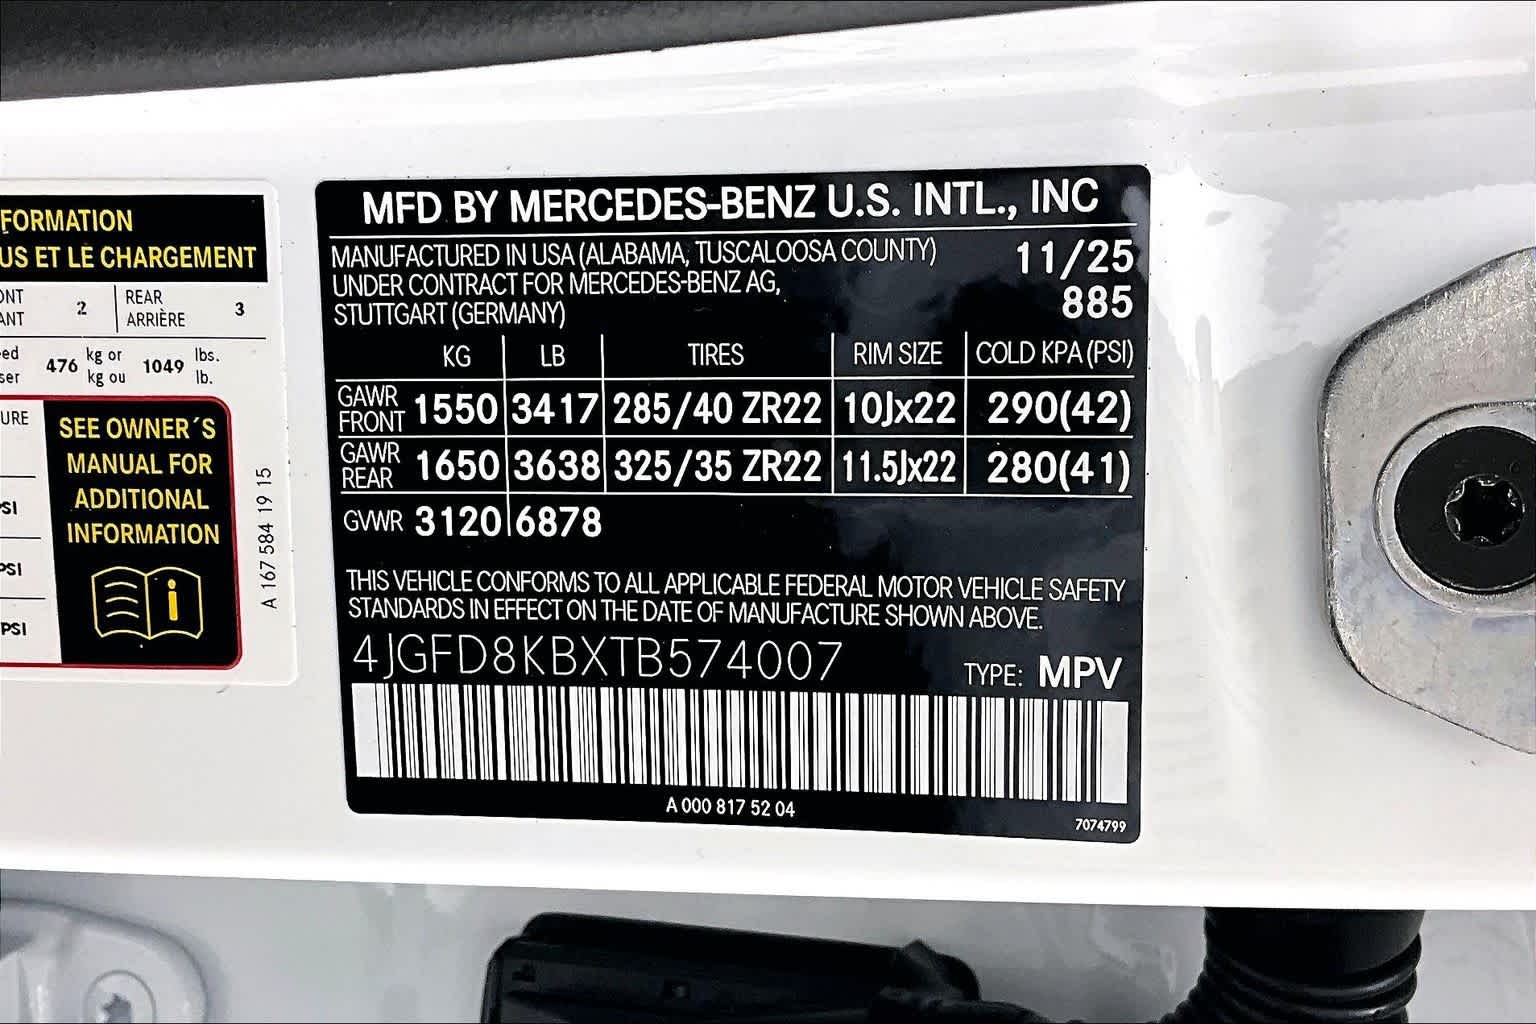 FORMATION
US ET LE CHARGEMENT
2 REAR 3
ARRIÈRE
476 kg or 1049 lbs.
kg ou lb.
SEE OWNER´S
MANUAL FOR
ADDITIONAL
INFORMATION
PSI
PSI
A 167 584 19 15
MFD BY MERCEDES-BENZ U.S. INTL., INC
MANUFACTURED IN USA (ALABAMA, TUSCALOOSA COUNTY) 11/25
UNDER CONTRACT FOR MERCEDES-BENZ AG, 885
STUTTGART (GERMANY)
KG LB TIRES RIM SIZE COLD KPA (PSI)
GAWR FRONT 1550 3417 285/40 ZR22 10Jx22 290(42)
GAWR REAR 1650 3638 325/35 ZR22 11.5Jx22 280(41)
GVWR 3120 6878
THIS VEHICLE CONFORMS TO ALL APPLICABLE FEDERAL MOTOR VEHICLE SAFETY
STANDARDS IN EFFECT ON THE DATE OF MANUFACTURE SHOWN ABOVE.
4JGFD8KBXTB574007 TYPE: MPV
A 000 817 52 04
7074799